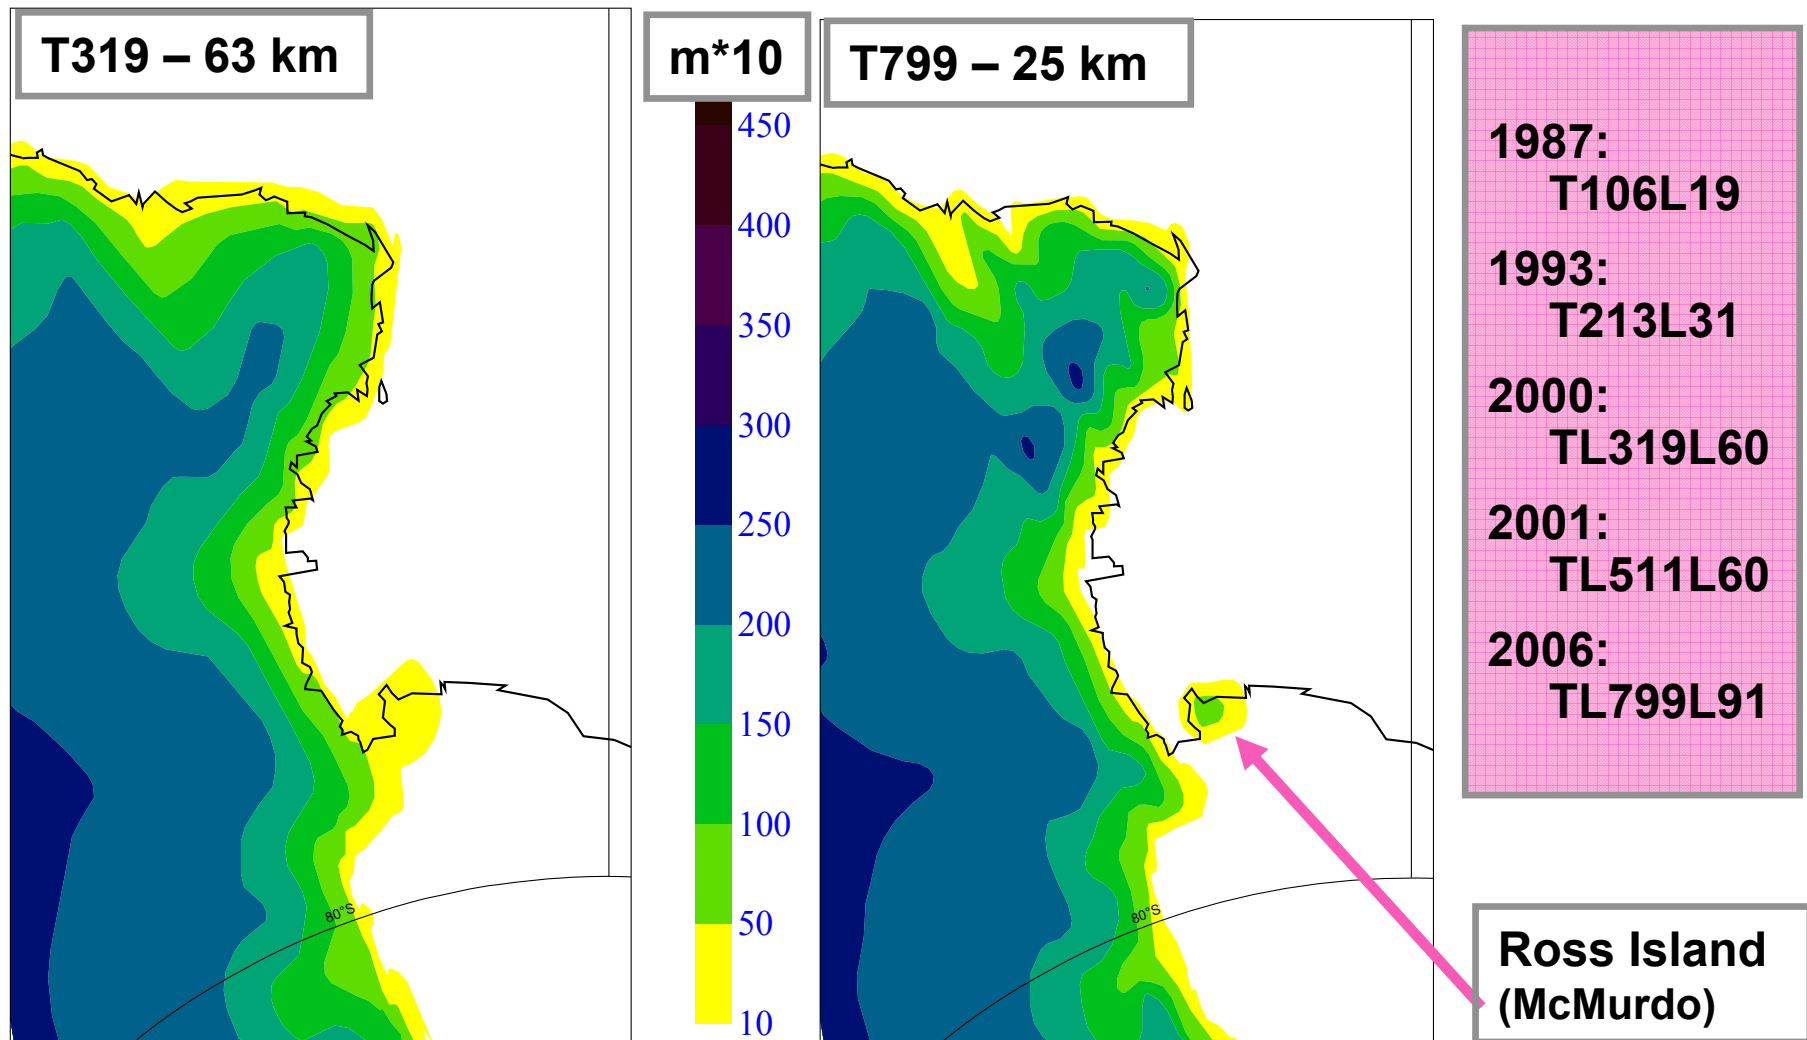 T319 – 63 km
m*10
450
400
350
300
250
200
150
100
50
10
80°S
T799 – 25 km
80°S
1987:
T106L19
1993:
T213L31
2000:
TL319L60
2001:
TL511L60
2006:
TL799L91
Ross Island
(McMurdo)